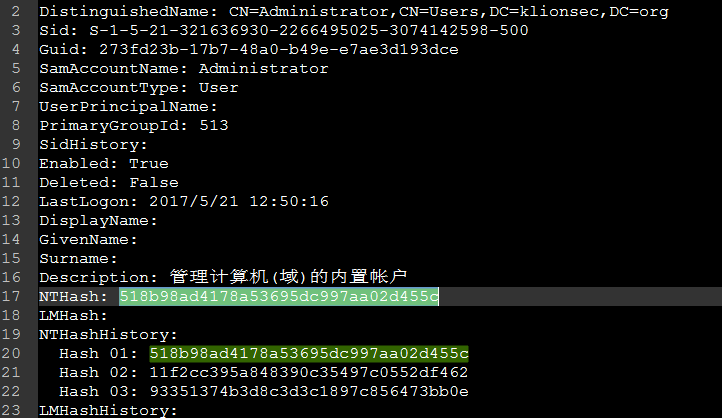 2 DistinguishedName: CN=Administrator,CN=Users,DC=klionsec,DC=org
3 Sid: S-1-5-21-321636930-2266495025-3074142598-500
4 Guid: 273fd23b-17b7-48a0-b49e-e7ae3d193dce
5 SamAccountName: Administrator
6 SamAccountType: User
7 UserPrincipalName:
8 PrimaryGroupId: 513
9 SidHistory:
10 Enabled: True
11 Deleted: False
12 LastLogon: 2017/5/21 12:50:16
13 DisplayName:
14 GivenName:
15 Surname:
16 Description: 管理计算机(域)的内置帐户
17 NTHash: 518b98ad4178a53695dc997aa02d455c
18 LMHash:
19 NTHashHistory:
20 Hash 01: 518b98ad4178a53695dc997aa02d455c
21 Hash 02: 11f2cc395a848390c35497c0552df462
22 Hash 03: 93351374b3d8c3d3c1897c856473bb0e
23 LMHashHistory: